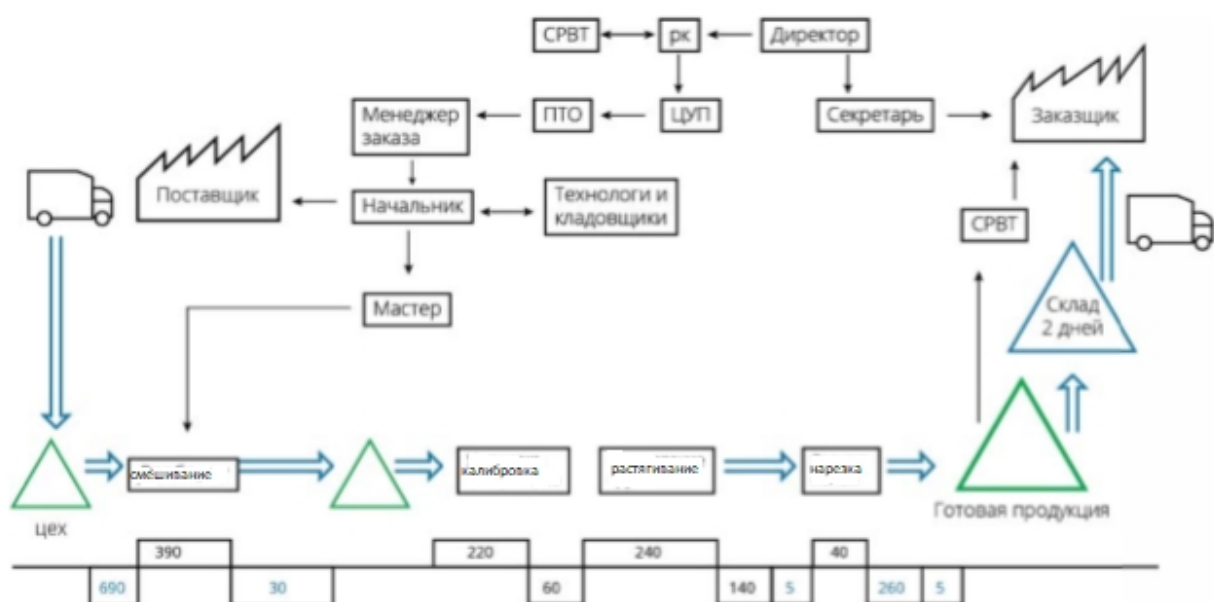 СРВТ
рк
Директор
Менеджер
заказа
ПТО
ЦУП
Секретарь
Заказщик
Поставщик
Начальник
Технологи и
кладовщики
СРВТ
Мастер
Склад
2 дней
смешивание
калибровка
растягивание
нарезка
цех
Готовая продукция
390
220
240
40
690
30
60
140
5
260
5